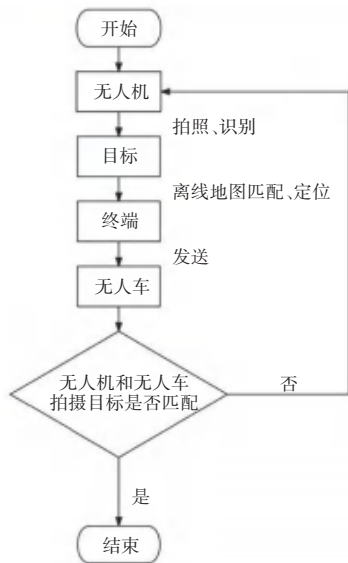 开始
无人机
拍照、识别
目标
离线地图匹配、定位
终端
发送
无人车
无人机和无人车
拍摄目标是否匹配
否
是
结束